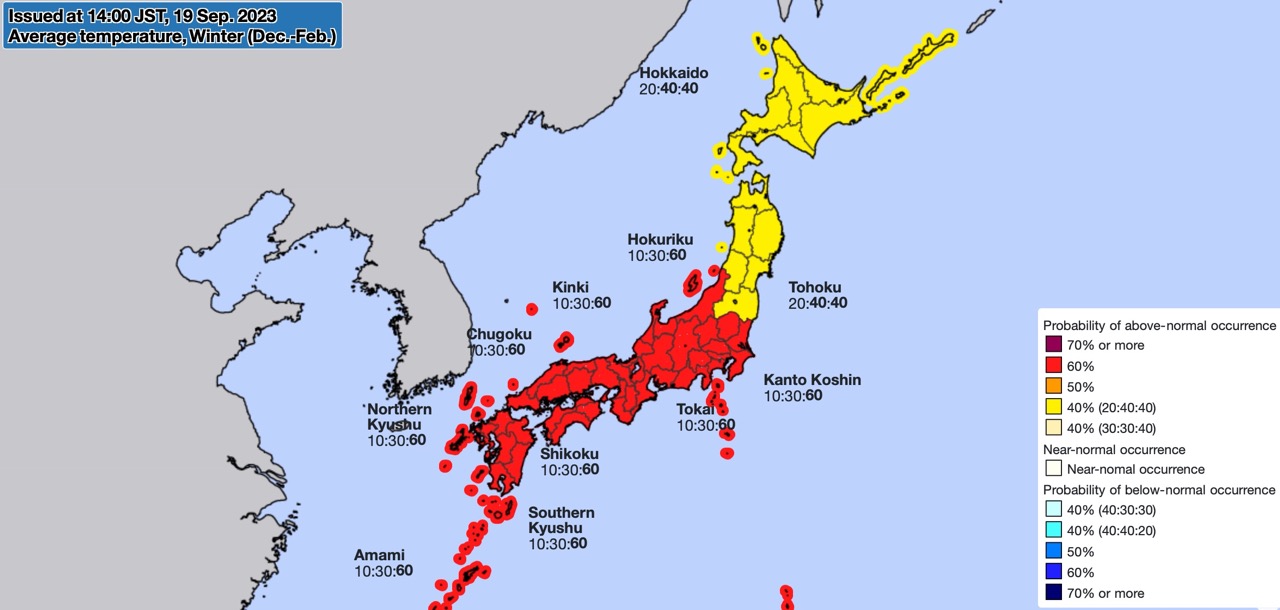 Issued at 14:00 JST, 19 Sep. 2023
Average temperature, Winter (Dec.-Feb.)
Hokkaido
20:40:40
Hokuriku
10:30:60
Kinki
10:30:60
Tohoku
20:40:40
Chugoku
10:30:60
Kanto Koshin
10:30:60
Northern
Kyushu
10:30:60
Tokai
10:30:60
Shikoku
10:30:60
Southern
Kyushu
10:30:60
Amami
10:30:60
Probability of above-normal occurrence
70% or more
60%
50%
40% (20:40:40)
40% (30:30:40)
Near-normal occurrence
Near-nomal occurrence
Probability of below-normal occurrence
40% (40:30:30)
40% (40:40:20)
50%
60%
70% or more